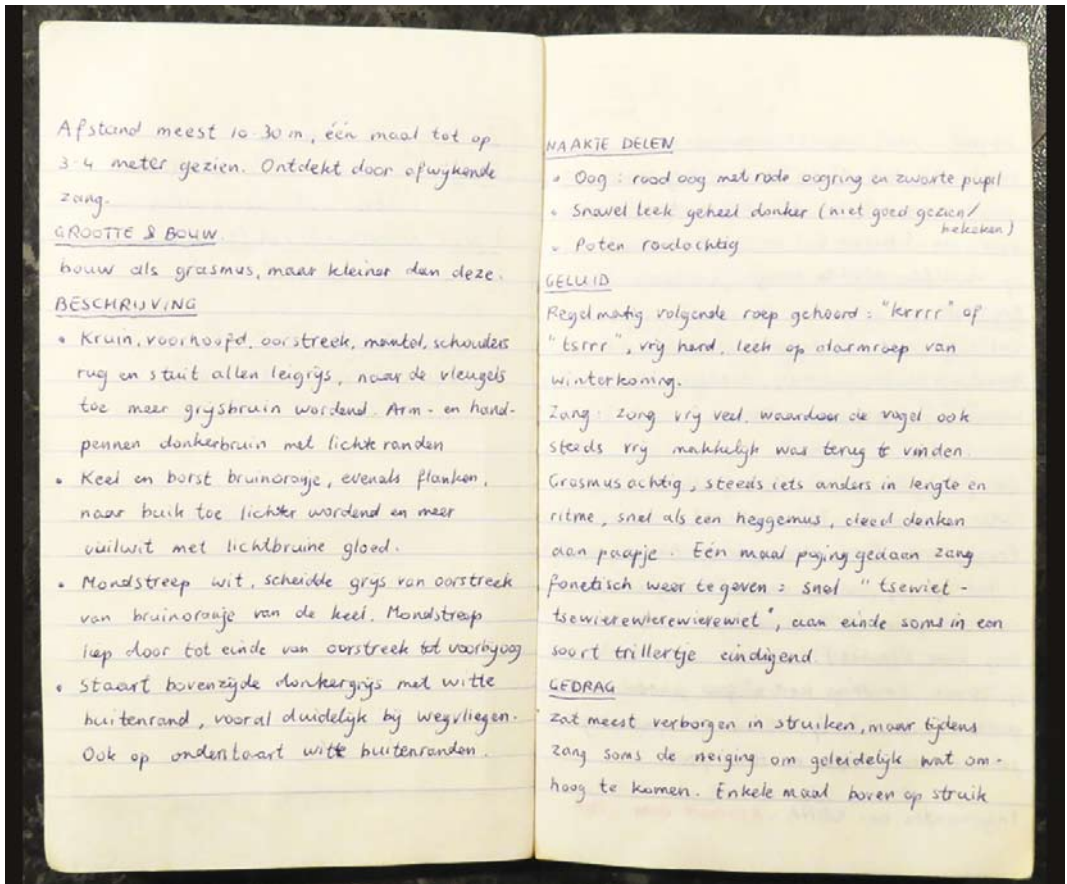 Afstand meest 10-30 m, één maal tot op
3-4 meter gezien. Ontdekt door afwijkende
zang.
GROOTTE & BOUW
bouw als grasmus, maar kleiner dan deze.
BESCHRIJVING
• Kruin, voorhoofd, oorstreek, mantel, schouders
rug en stuit allen leigrijs, naar de vleugels
toe meer grijsbruin wordend. Arm- en hand-
pennen donkerbruin met lichte randen
• Keel en borst bruinoranje, evenals flanken,
naar buik toe lichter wordend en meer
vuilwit met lichtbruine gloed.
• Mondstreep wit, scheidde grijs van oorstreek
van bruinoranje van de keel. Mondstreep
liep door tot einde van oorstreek tot voorbij oog
• Staart bovenzijde donkergrijs met witte
buitenrand, vooral duidelijk bij wegvliegen.
Ook op onderstaart witte buitenranden.
NAAKTE DELEN
• Oog: rood oog met rode oogring en zwarte pupil
• Snavel leek geheel donker (niet goed gezien/
bekeken)
• Poten roodachtig
GELUID
Regelmatig volgende roep gehoord: "krrrr" of
"tsrrr", vrij hard, leek op alarmroep van
winterkoning.
Zang: zong vrij veel, waardoor de vogel ook
steeds vrij makkelijk was terug te vinden.
Grasmusachtig, steeds iets anders in lengte en
ritme, snel als een heggemus, deed denken
aan paapje. Eén maal poging gedaan zang
fonetisch weer te geven: snel "tsewiet-
tsewierewierewierewiet", aan einde soms in een
soort trillertje eindigend.
GEDRAG
zat meest verborgen in struiken, maar tijdens
zang soms de neiging om geleidelijk wat om-
hoog te komen. Enkele maal boven op struik